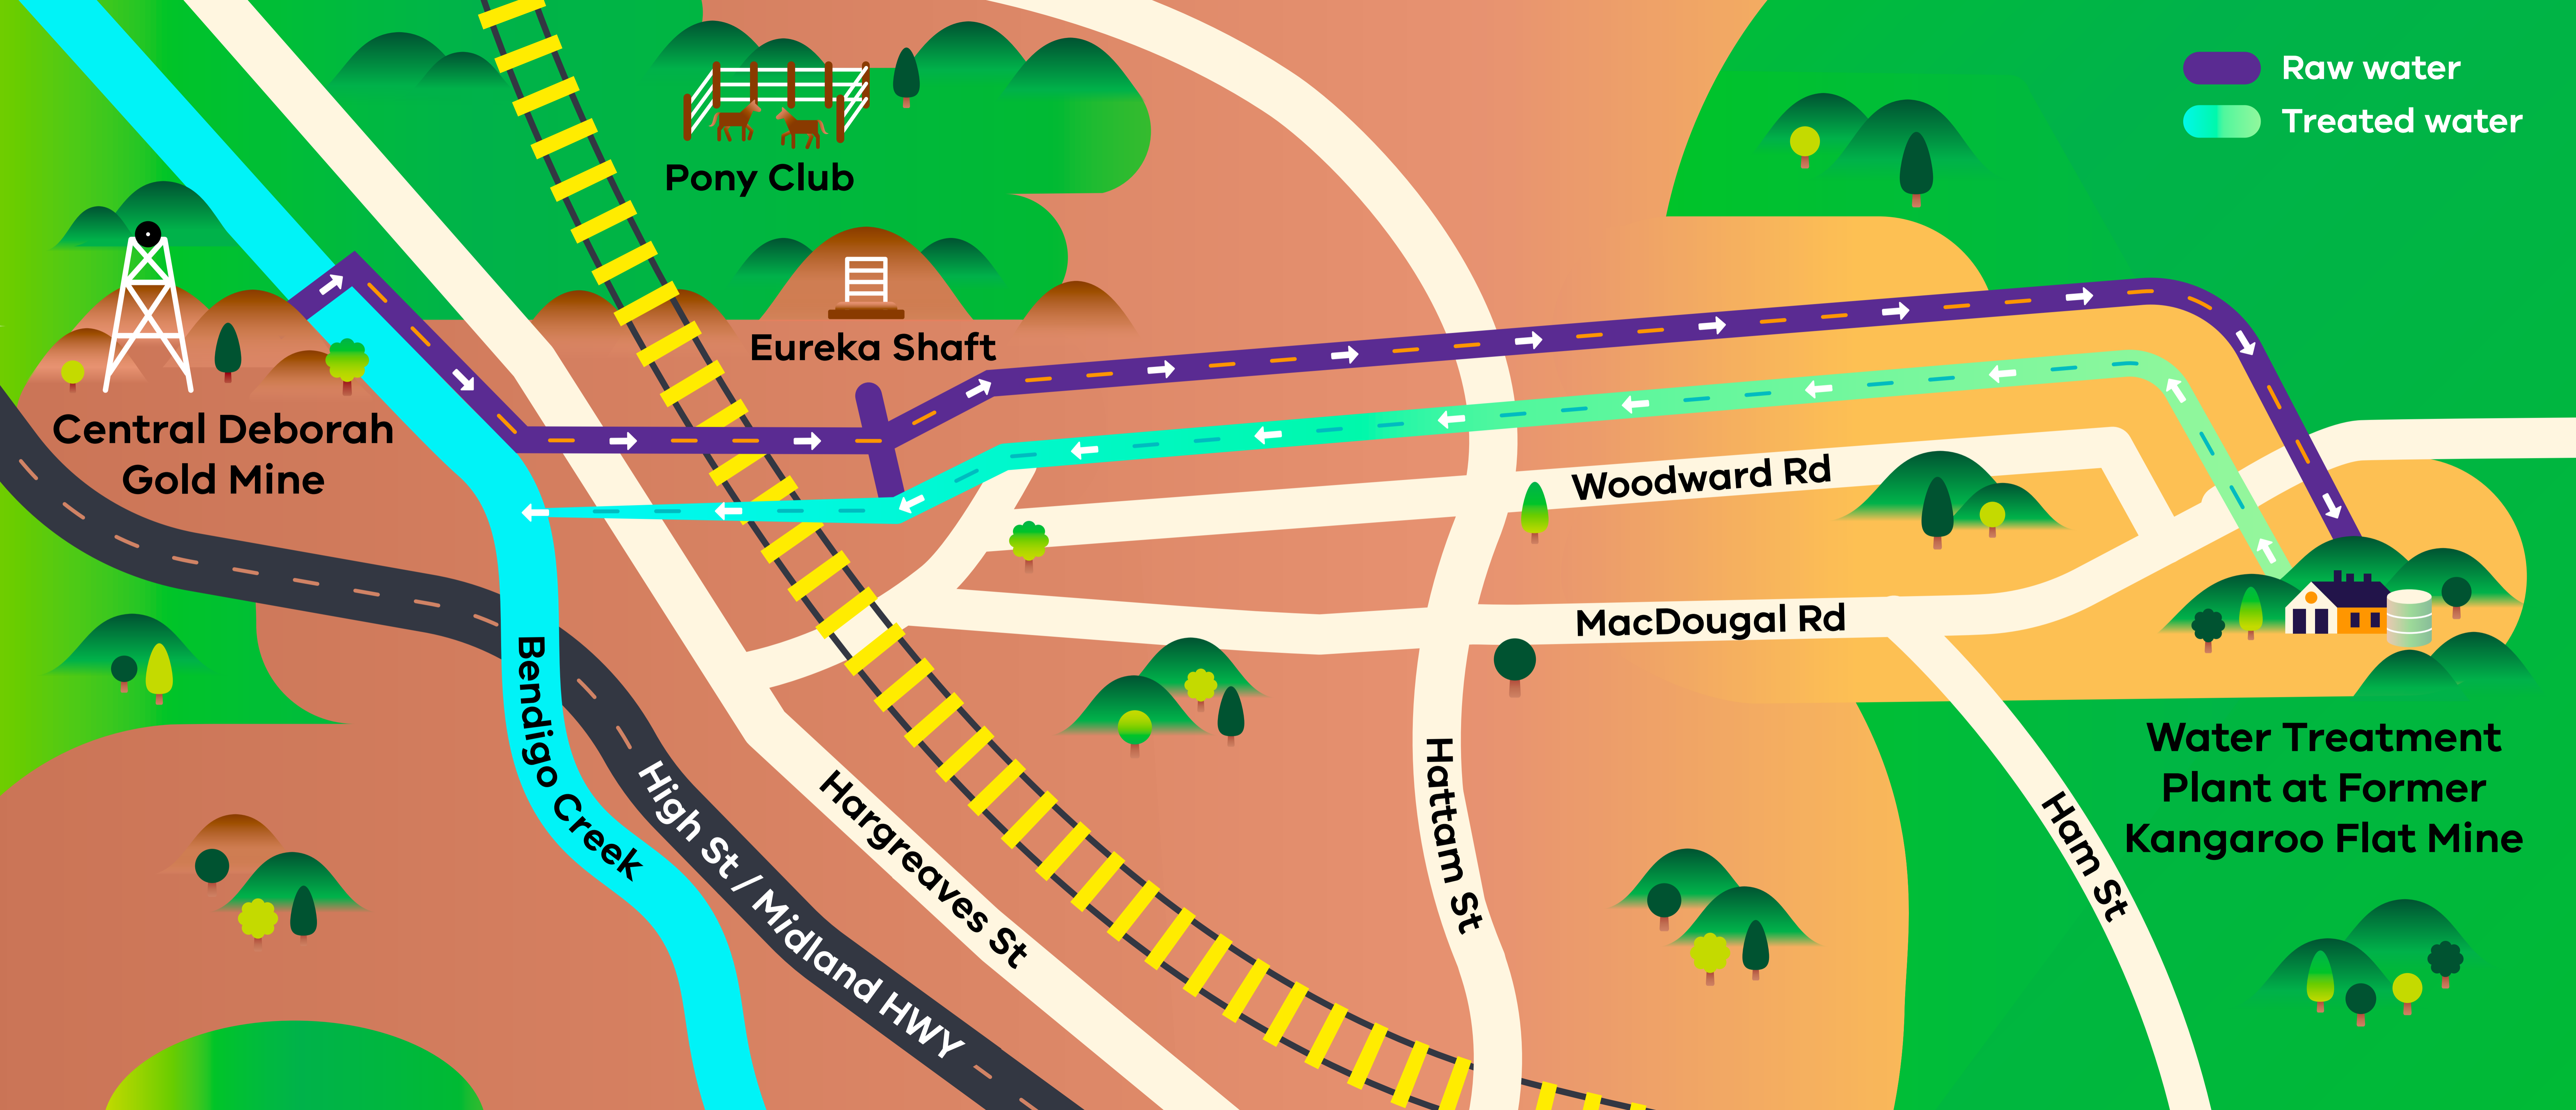 Raw water
Treated water
Pony Club
Eureka Shaft
Central Deborah
Gold Mine
Woodward Rd
MacDougal Rd
Bendigo Creek
High St / Midland HWY
Hargreaves St
Hattam St
Ham St
Water Treatment
Plant at Former
Kangaroo Flat Mine